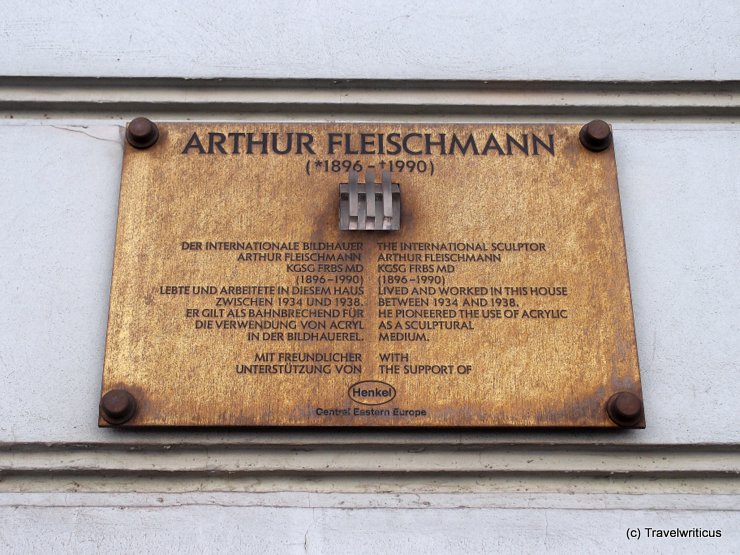 ARTHUR FLEISCHMANN
(*1896–†1990)
DER INTERNATIONALE BILDHAUER
ARTHUR FLEISCHMANN
KGSG FRBS MD
(1896–1990)
LEBTE UND ARBEITETE IN DIESEM HAUS
ZWISCHEN 1934 UND 1938.
ER GILT ALS BAHNBRECHEND FÜR
DIE VERWENDUNG VON ACRYL
IN DER BILDHAUEREI.
MIT FREUNDLICHER
UNTERSTÜTZUNG VON
THE INTERNATIONAL SCULPTOR
ARTHUR FLEISCHMANN
KGSG FRBS MD
(1896–1990)
LIVED AND WORKED IN THIS HOUSE
BETWEEN 1934 AND 1938.
HE PIONEERED THE USE OF ACRYLIC
AS A SCULPTURAL
MEDIUM.
WITH
THE SUPPORT OF
Henkel
Central Eastern Europe
(c) Travelwriticus